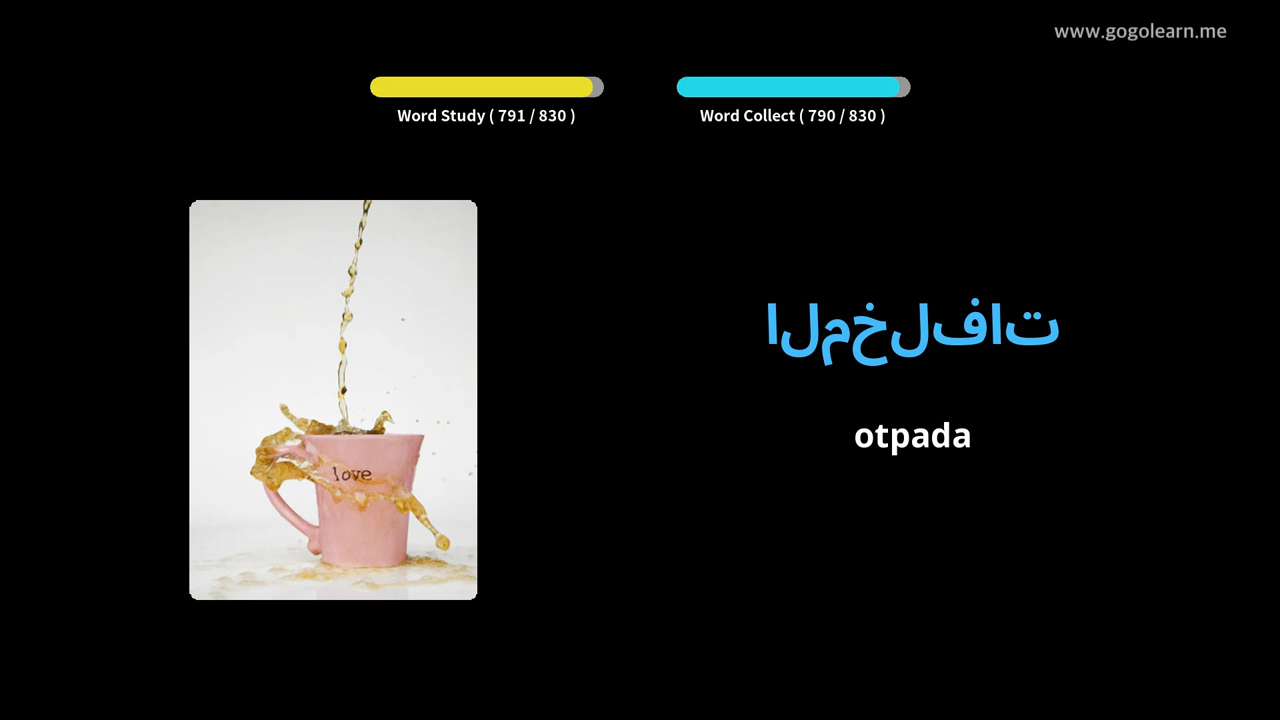 www.gogolearn.me
Word Study ( 791 / 830 )
Word Collect ( 790 / 830 )
المخلفات
otpada
love